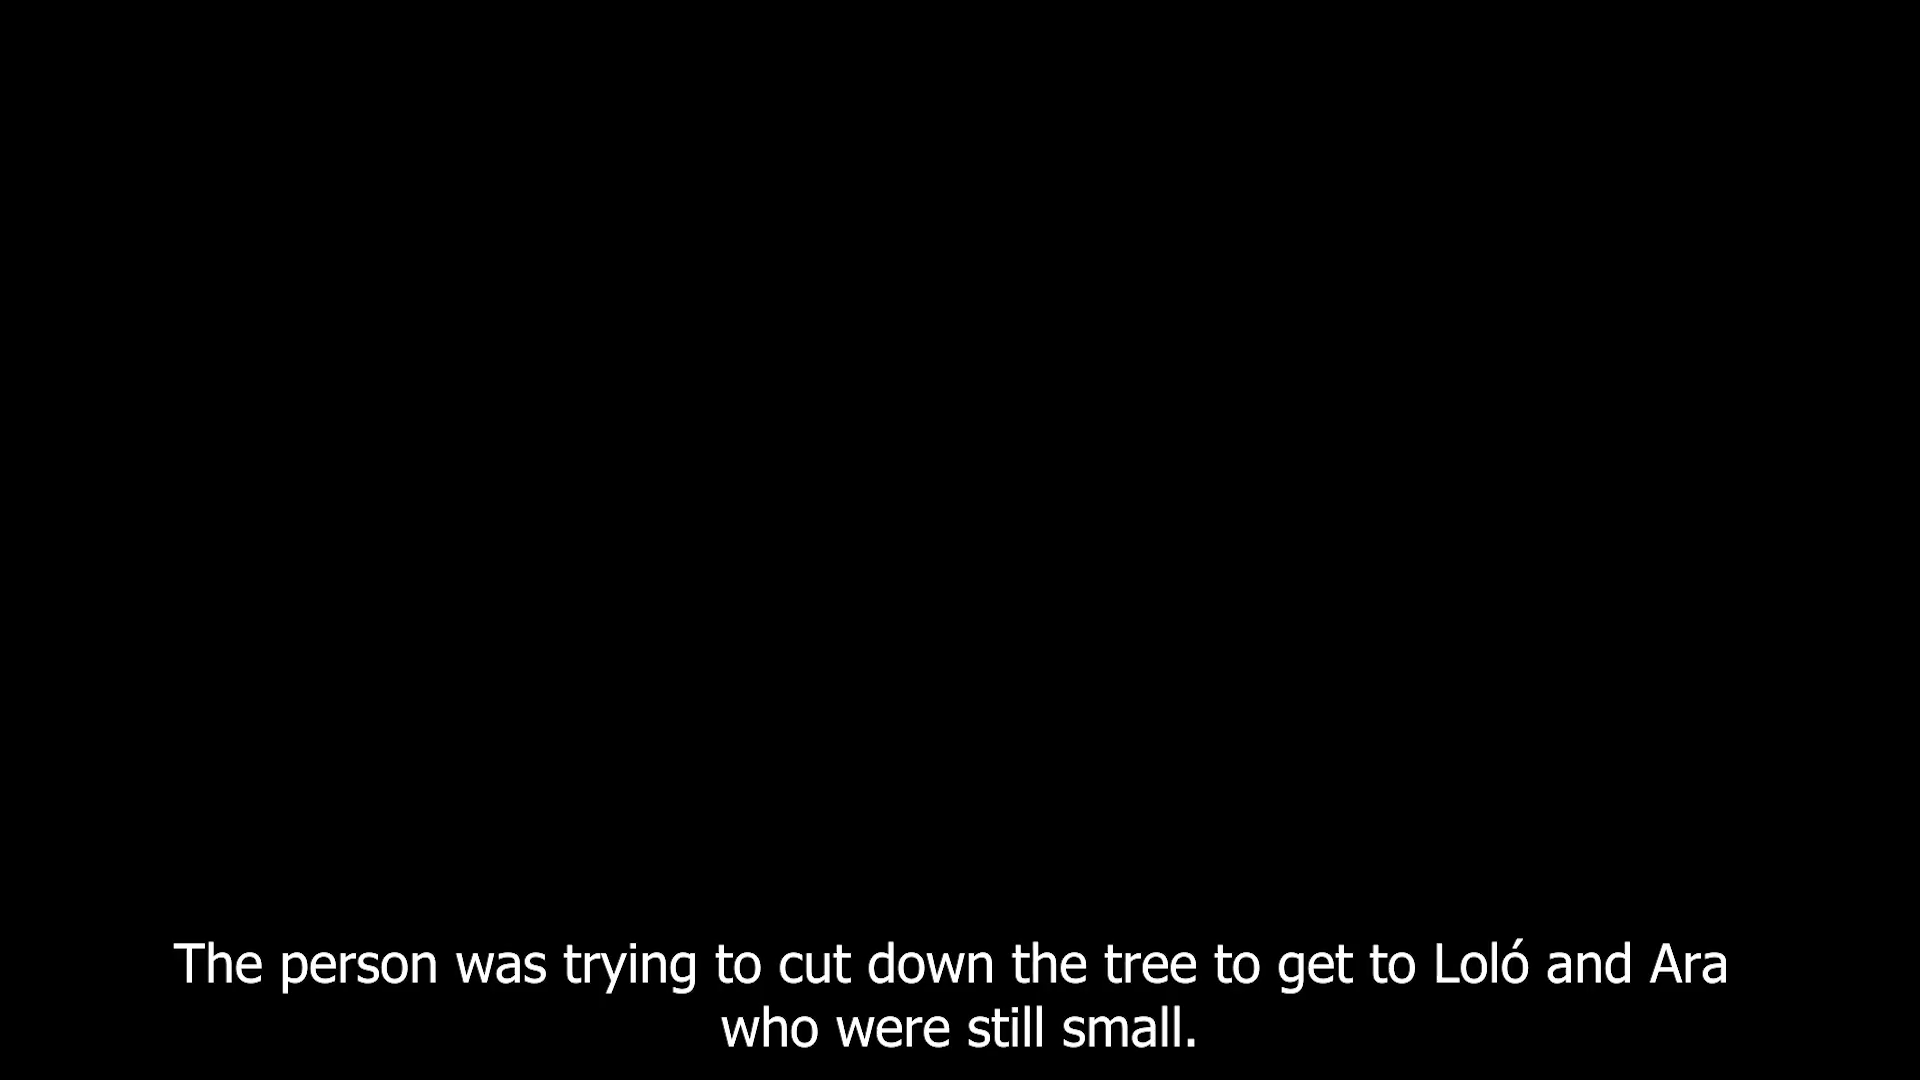 The person was trying to cut down the tree to get to Loló and Ara
who were still small.